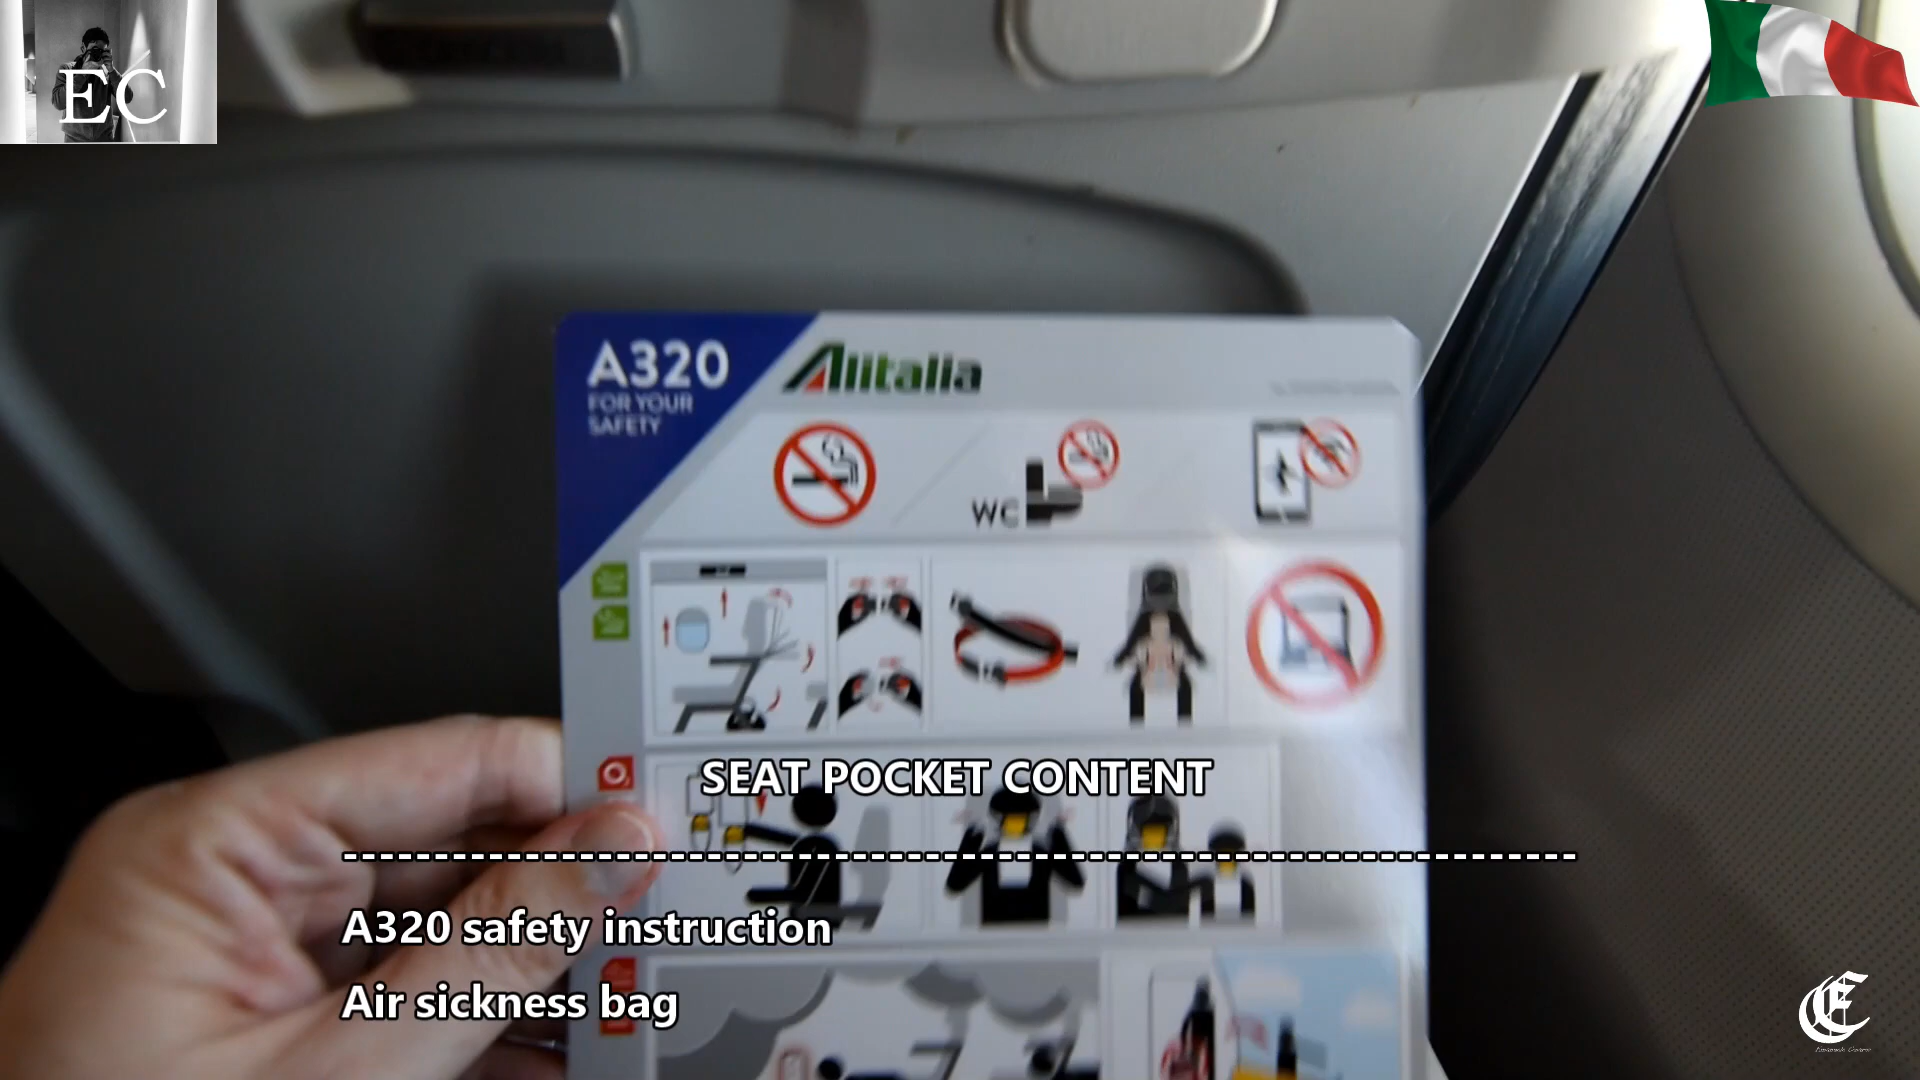 EC
A320
FOR YOUR
SAFETY
Alitalia
WC
SEAT POCKET CONTENT
A320 safety instruction
Air sickness bag